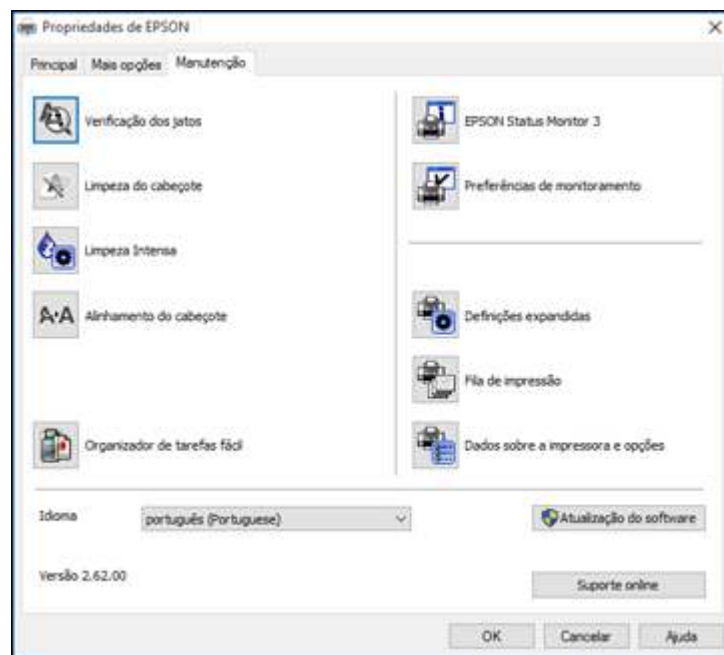 Propriedades de EPSON
Principal Mais opções Manutenção
Verificação dos jatos
Limpeza do cabeçote
Limpeza Intensa
A·A Alinhamento do cabeçote
Organizador de tarefas fácil
EPSON Status Monitor 3
Preferências de monitoramento
Definições expandidas
Fila de impressão
Dados sobre a impressora e opções
Idioma português (Portuguese)
Atualização do software
Versão 2.62.00
Suporte online
OK Cancelar Ajuda